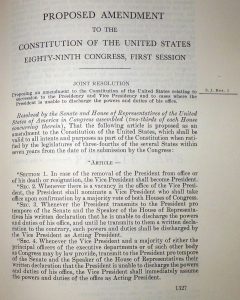 PROPOSED AMENDMENT
TO THE
CONSTITUTION OF THE UNITED STATES
EIGHTY-NINTH CONGRESS, FIRST SESSION
JOINT RESOLUTION
Proposing an amendment to the Constitution of the United States relating to
succession to the Presidency and Vice Presidency and to cases where the
President is unable to discharge the powers and duties of his office.
S. J. Res. 1
Resolved by the Senate and House of Representatives of the United
States of America in Congress assembled (two-thirds of each House
concurring therein), That the following article is proposed as an
amendment to the Constitution of the United States, which shall be
valid to all intents and purposes as part of the Constitution when rati-
fied by the legislatures of three-fourths of the several States within
seven years from the date of its submission by the Congress:
"ARTICLE —
"SECTION 1. In case of the removal of the President from office or
of his death or resignation, the Vice President shall become President.
"SEC. 2. Whenever there is a vacancy in the office of the Vice Presi-
dent, the President shall nominate a Vice President who shall take
office upon confirmation by a majority vote of both Houses of Congress.
"SEC. 3. Whenever the President transmits to the President pro
tempore of the Senate and the Speaker of the House of Representa-
tives his written declaration that he is unable to discharge the powers
and duties of his office, and until he transmits to them a written decla-
ration to the contrary, such powers and duties shall be discharged by
the Vice President as Acting President.
"SEC. 4. Whenever the Vice President and a majority of either the
principal officers of the executive departments or of such other body
as Congress may by law provide, transmit to the President pro tempore
of the Senate and the Speaker of the House of Representatives their
written declaration that the President is unable to discharge the powers
and duties of his office, the Vice President shall immediately assume
the powers and duties of the office as Acting President.
1327